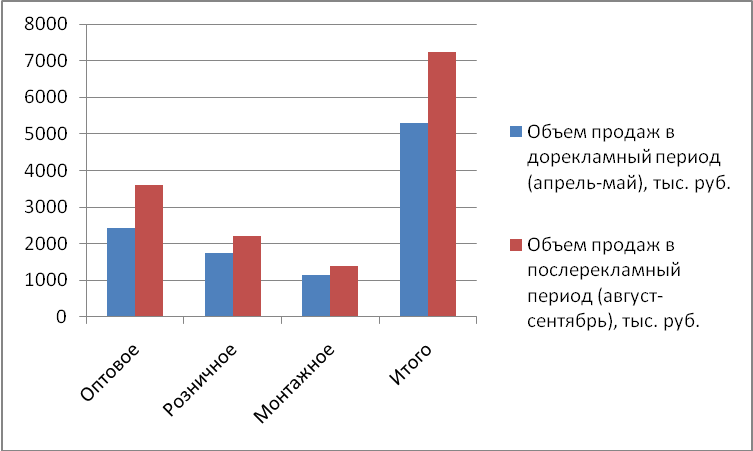 8000
7000
6000
5000
4000
3000
2000
1000
0
Оптовое
Розничное
Монтажное
Итого
Объем продаж в
дорекламный период
(апрель-май), тыс. руб.
Объем продаж в
послерекламный
период (август-
сентябрь), тыс. руб.